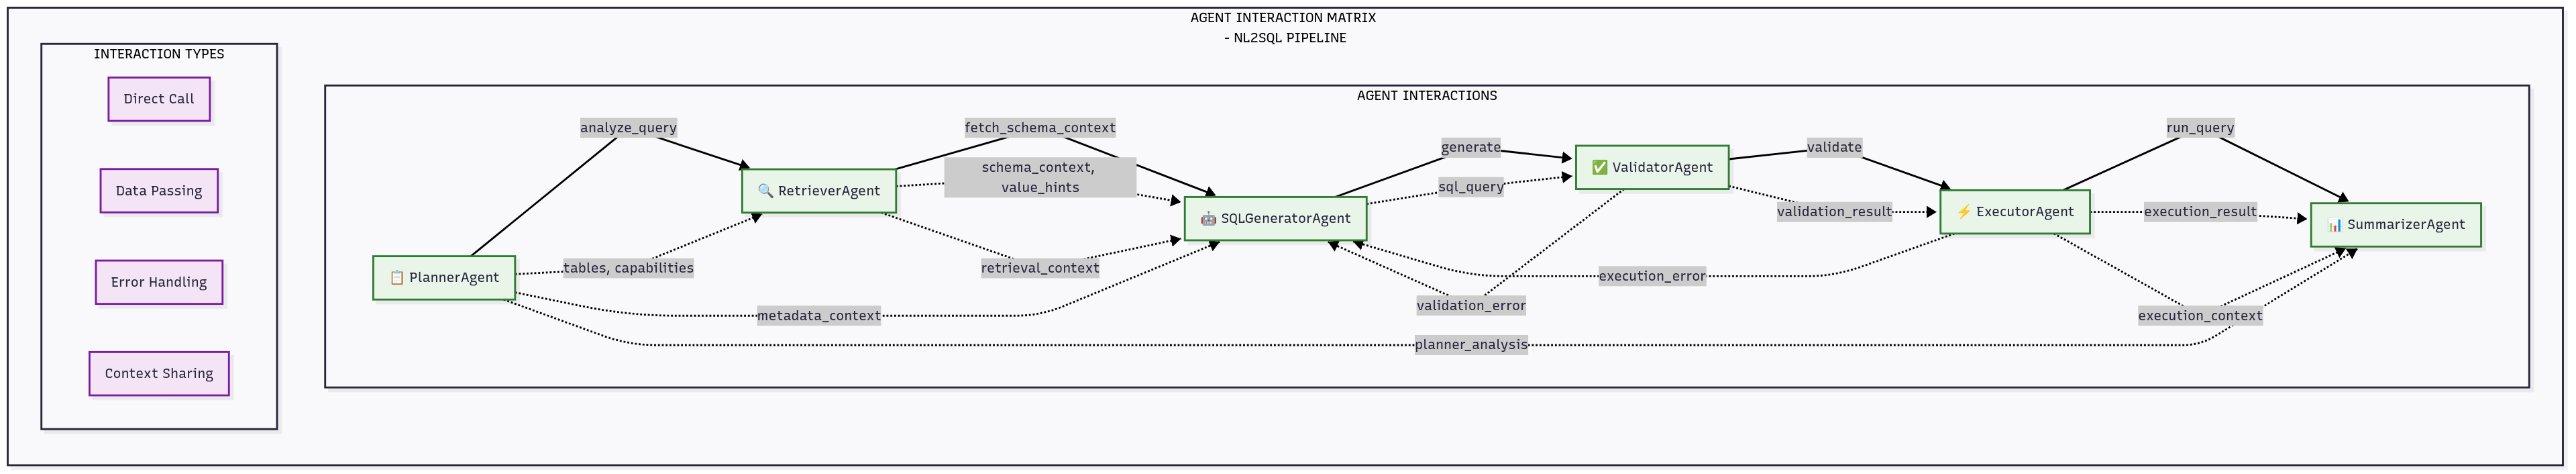 AGENT INTERACTION MATRIX
- NL2SQL PIPELINE
INTERACTION TYPES
Direct Call
Data Passing
Error Handling
Context Sharing
AGENT INTERACTIONS
analyze_query
fetch_schema_context
run_query
generate
validate
schema_context,
value_hints
ValidatorAgent
RetrieverAgent
sql_query
validation_result
ExecutorAgent
execution_result
SQLGeneratorAgent
SummarizerAgent
tables, capabilities
retrieval_context
PlannerAgent
execution_error
validation_error
metadata_context
execution_context
planner_analysis